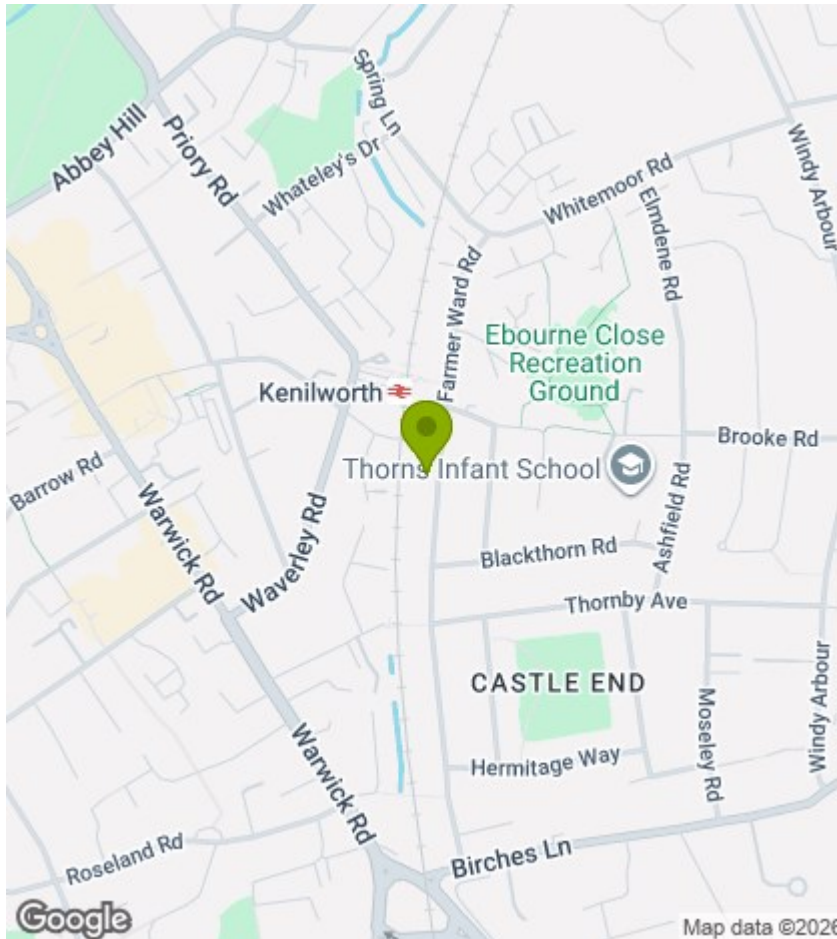 Abbey Hill
Priory Rd
Spring Ln
Whateley's Dr
Whitemoor Rd
Windy Arbour
Elmdene Rd
Farmer Ward Rd
Ebourne Close
Recreation
Ground
Kenilworth
Brooke Rd
Thorns Infant School
Barrow Rd
Warwick Rd
Waverley Rd
Ashfield Rd
Blackthorn Rd
Thornby Ave
CASTLE END
Moseley Rd
Windy Arbour
Hermitage Way
Warwick Rd
Roseland Rd
Birches Ln
Google
Map data ©2026